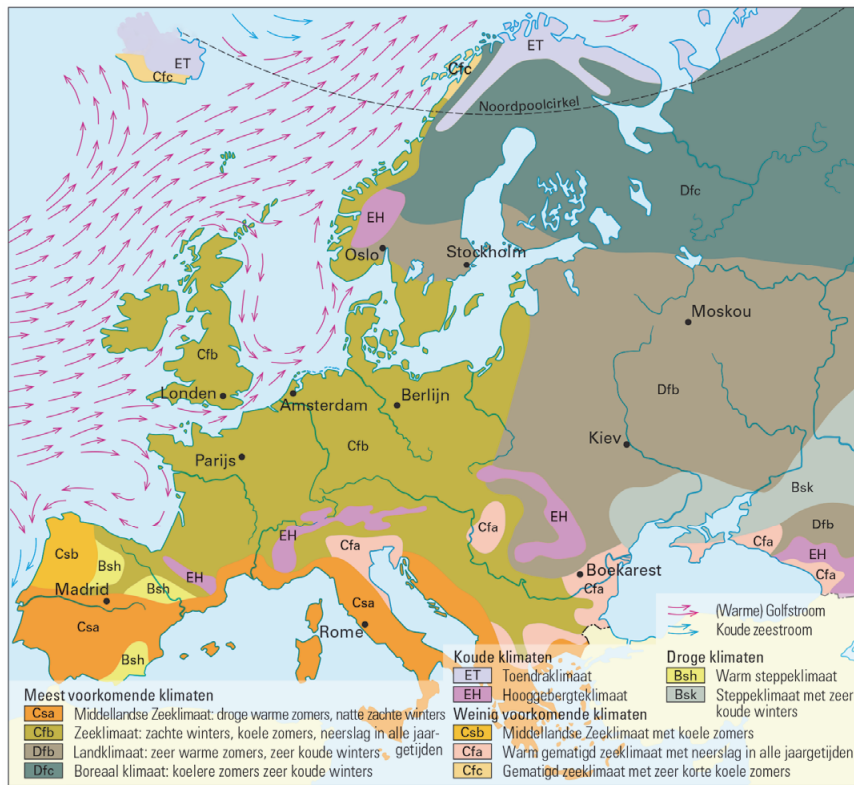 ET
Cfc
Cfc
ET
Noordpoolcirkel
Dfc
EH
Oslo
Stockholm
Moskou
Cfb
Londen
Amsterdam
Berlijn
Dfb
Parijs
Cfb
Kiev
Bsk
Csb
Bsh
EH
EH
Cfa
Cfa
EH
Cfa
Dfb
EH
Cfa
Madrid
Bsh
Csa
Boekarest
Cfa
Csa
Rome
Bsh
(Warme) Golfstroom
Koude zeestroom
Meest voorkomende klimaten
Csa Middellandse Zeeklimaat: droge warme zomers, natte zachte winters
Cfb Zeeklimaat: zachte winters, koele zomers, neerslag in alle jaar-
getijden
Dfb Landklimaat: zeer warme zomers, zeer koude winters
Dfc Boreaal klimaat: koelere zomers zeer koude winters
Koude klimaten
ET Toendraklimaat
EH Hooggebergteklimaat
Weinig voorkomende klimaten
Csb Middellandse Zeeklimaat met koele zomers
Cfa Warm gematigd zeeklimaat met neerslag in alle jaargetijden
Cfc Gematigd zeeklimaat met zeer korte koele zomers
Droge klimaten
Bsh Warm steppeklimaat
Bsk Steppeklimaat met zeer
koude winters